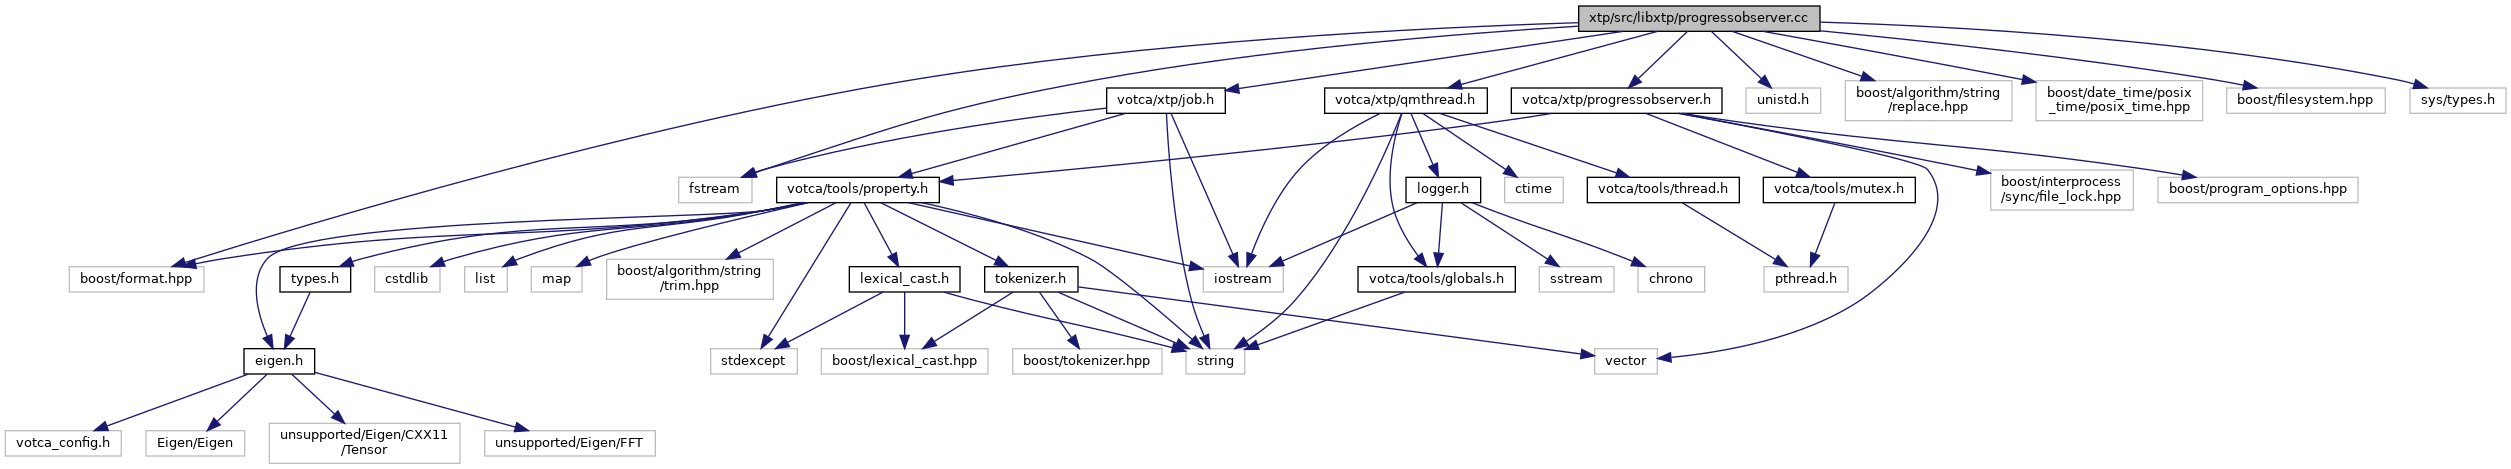 xtp/src/libxtp/progressobserver.cc
votca/xtp/job.h
votca/xtp/qmthread.h
votca/xtp/progressobserver.h
unistd.h
boost/algorithm/string
/replace.hpp
boost/date_time/posix
_time/posix_time.hpp
boost/filesystem.hpp
sys/types.h
fstream
votca/tools/property.h
logger.h
ctime
votca/tools/thread.h
votca/tools/mutex.h
boost/interprocess
/sync/file_lock.hpp
boost/program_options.hpp
boost/format.hpp
types.h
cstdlib
list
map
boost/algorithm/string
/trim.hpp
lexical_cast.h
tokenizer.h
iostream
votca/tools/globals.h
sstream
chrono
pthread.h
eigen.h
stdexcept
boost/lexical_cast.hpp
boost/tokenizer.hpp
string
vector
votca_config.h
Eigen/Eigen
unsupported/Eigen/CXX11
/Tensor
unsupported/Eigen/FFT